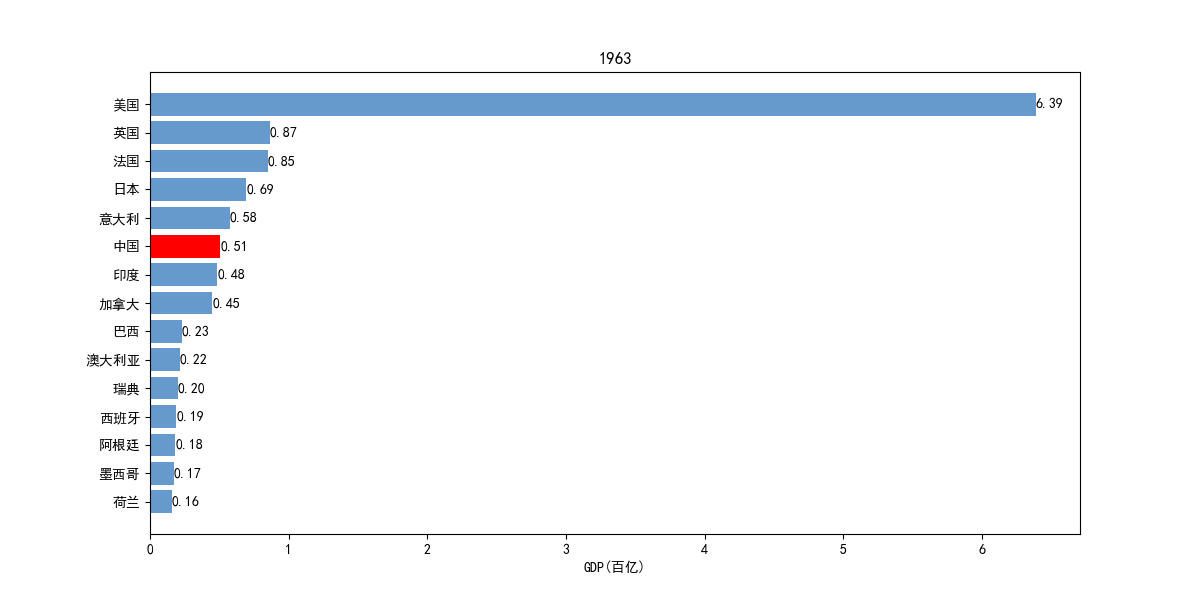 1963
美国 6.39
英国 0.87
法国 0.85
日本 0.69
意大利 0.58
中国 0.51
印度 0.48
加拿大 0.45
巴西 0.23
澳大利亚 0.22
瑞典 0.20
西班牙 0.19
阿根廷 0.18
墨西哥 0.17
荷兰 0.16
0 1 2 3 4 5 6
GDP(百亿)